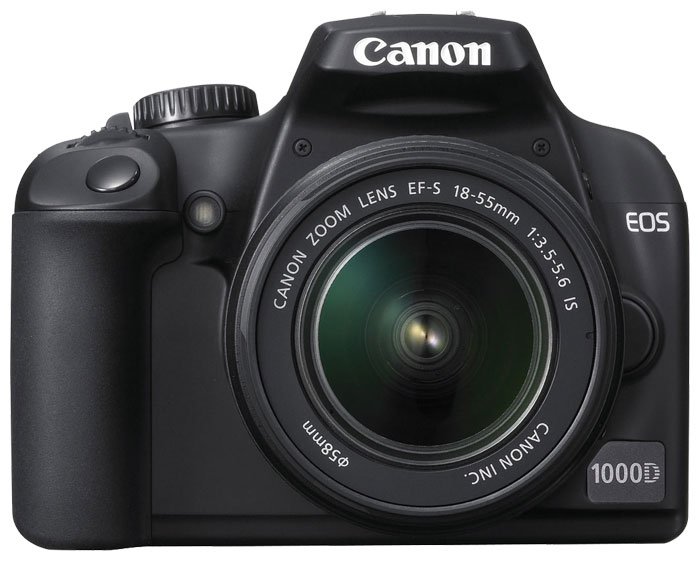 Canon
EOS
CANON ZOOM LENS EF-S 18-55mm 1:3.5-5.6 IS
CANON INC.
Φ58mm
1000D